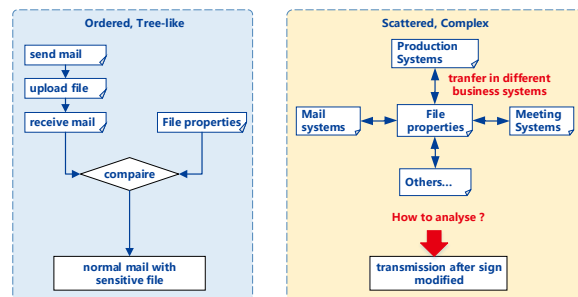 Ordered, Tree-like
send mail
upload file
receive mail
File properties
compaire
normal mail with
sensitive file
Scattered, Complex
Production
Systems
tranfer in different
business systems
Mail
systems
File
properties
Meeting
Systems
Others...
How to analyse ?
transmission after sign
modified